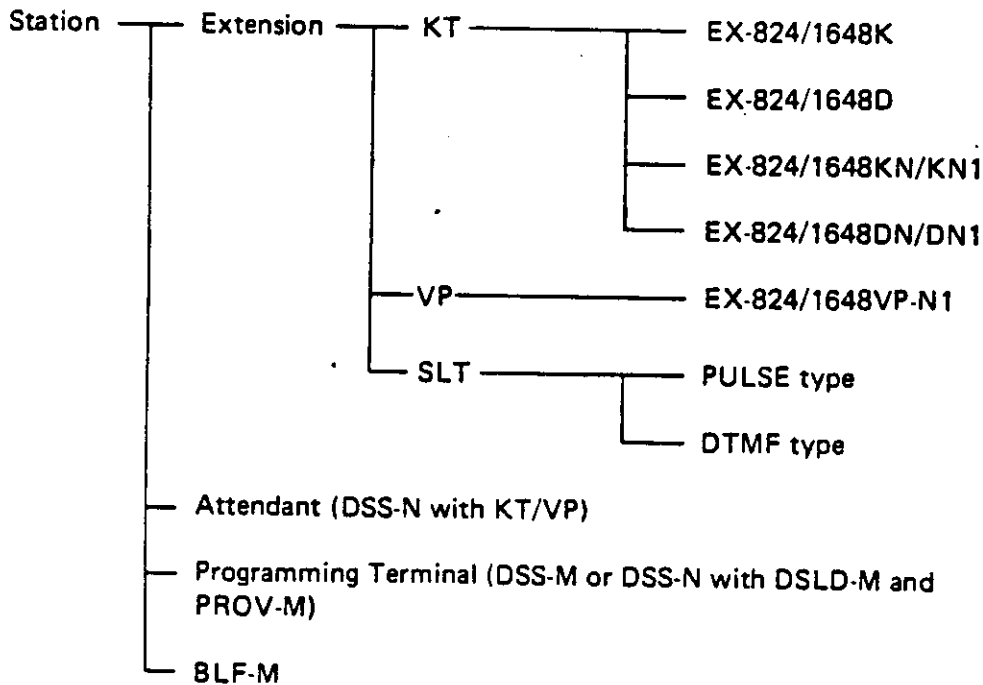 Station Extension KT EX-824/1648K
EX-824/1648D
EX-824/1648KN/KN1
EX-824/1648DN/DN1
VP EX-824/1648VP-N1
SLT PULSE type
DTMF type
Attendant (DSS-N with KT/VP)
Programming Terminal (DSS-M or DSS-N with DSLD-M and
PROV-M)
BLF-M